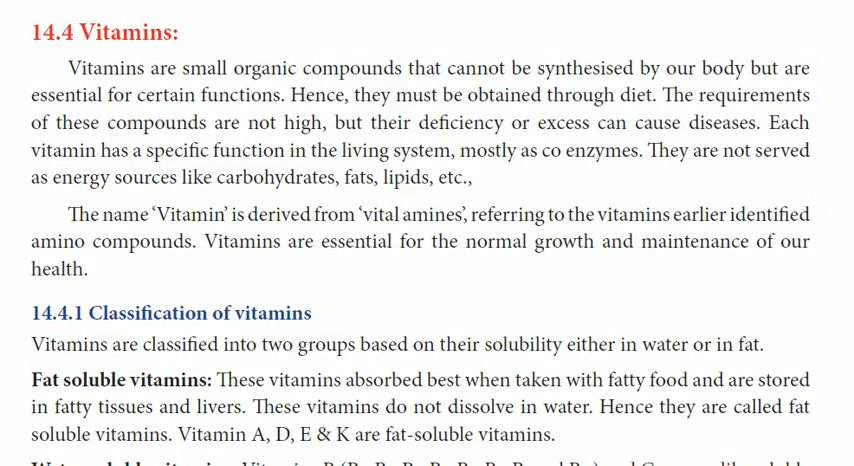 14.4 Vitamins:
Vitamins are small organic compounds that cannot be synthesised by our body but are
essential for certain functions. Hence, they must be obtained through diet. The requirements
of these compounds are not high, but their deficiency or excess can cause diseases. Each
vitamin has a specific function in the living system, mostly as co enzymes. They are not served
as energy sources like carbohydrates, fats, lipids, etc.,
The name ‘Vitamin’ is derived from ‘vital amines’, referring to the vitamins earlier identified
amino compounds. Vitamins are essential for the normal growth and maintenance of our
health.
14.4.1 Classification of vitamins
Vitamins are classified into two groups based on their solubility either in water or in fat.
Fat soluble vitamins: These vitamins absorbed best when taken with fatty food and are stored
in fatty tissues and livers. These vitamins do not dissolve in water. Hence they are called fat
soluble vitamins. Vitamin A, D, E & K are fat-soluble vitamins.